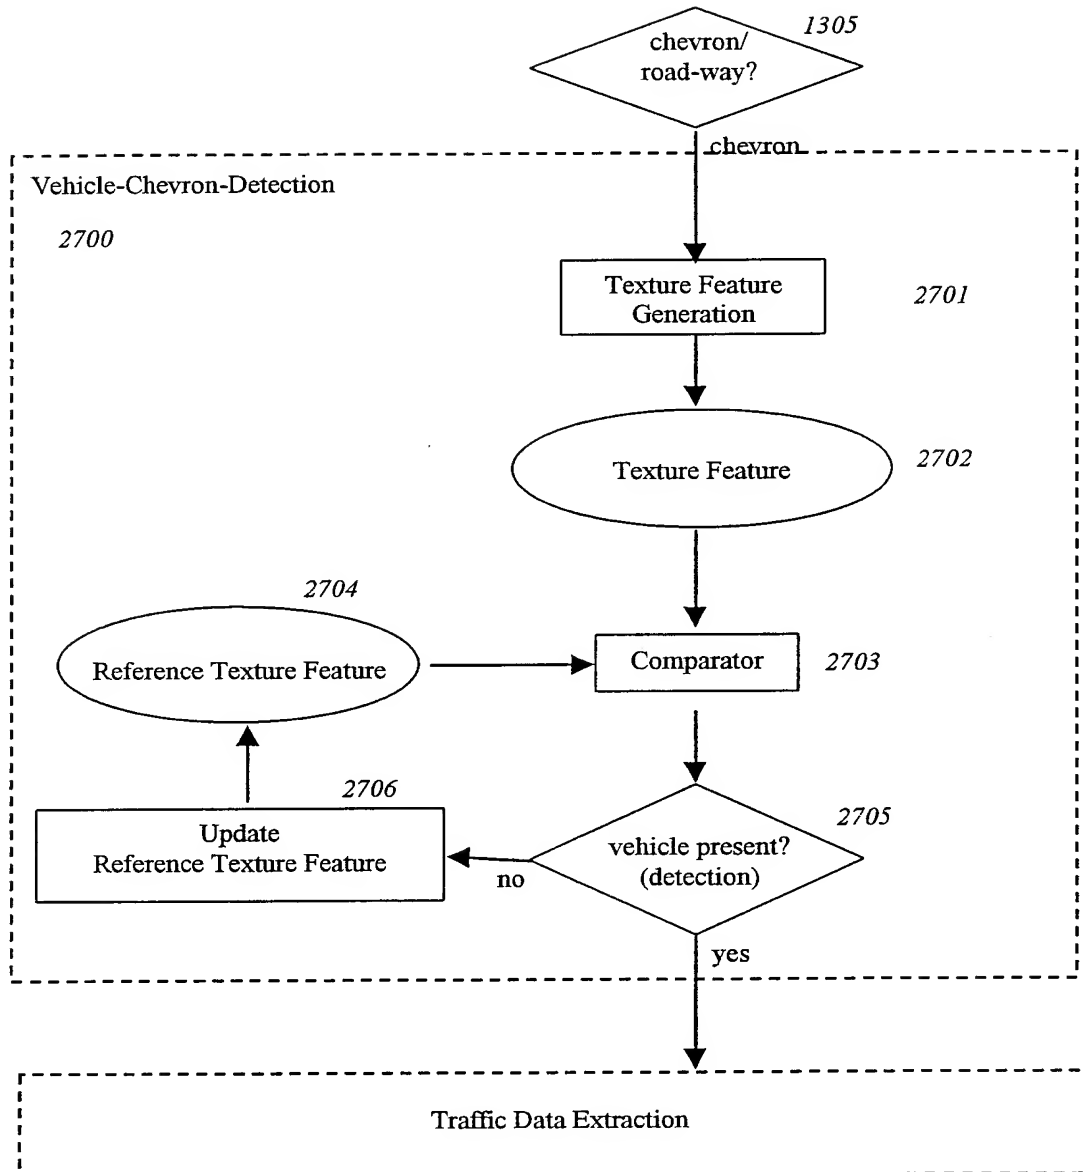 1305
chevron/
road-way?
chevron
Vehicle-Chevron-Detection
2700
Texture Feature
Generation
2701
Texture Feature
2702
2704
Reference Texture Feature
Comparator
2703
2706
Update
Reference Texture Feature
2705
vehicle present?
(detection)
no
yes
Traffic Data Extraction